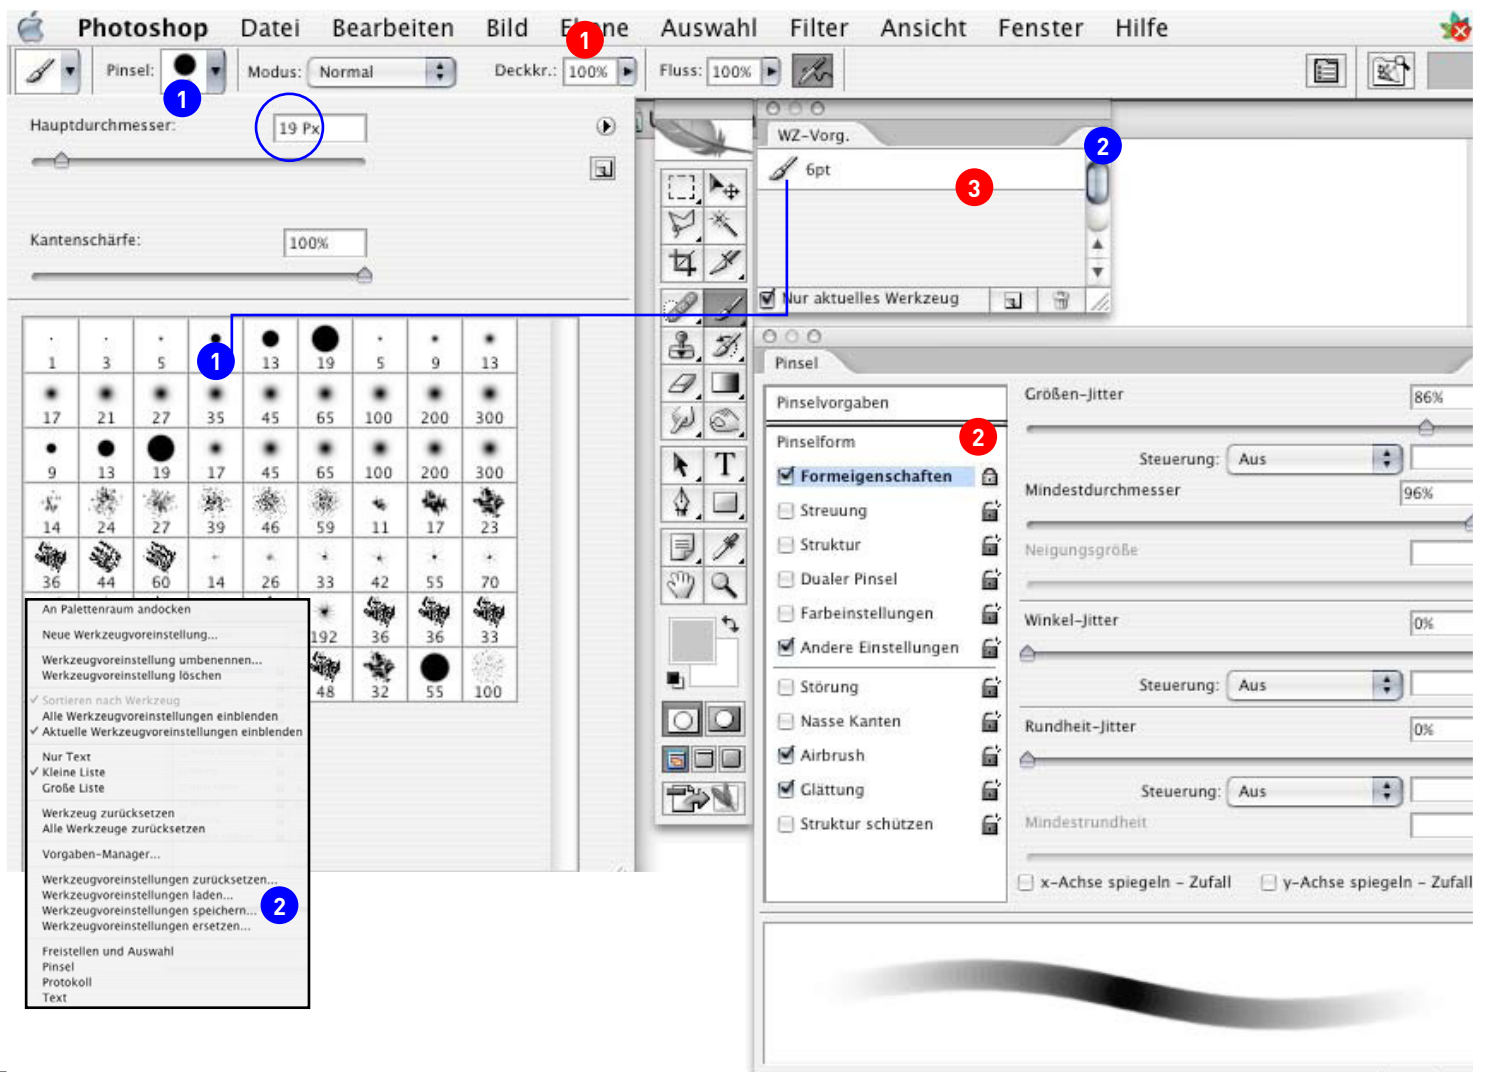 Photoshop Datei Bearbeiten Bild Ebene Auswahl Filter Ansicht Fenster Hilfe
1
Pinsel: Modus: Normal Deckkr.: 100% Fluss: 100%
1
Hauptdurchmesser: 19 Px
Kantenschärfe: 100%
1 3 5 1 13 19 5 9 13
17 21 27 35 45 65 100 200 300
9 13 19 17 45 65 100 200 300
14 24 27 39 46 59 11 17 23
36 44 60 14 26 33 42 55 70
192 36 36 33
48 32 55 100
An Palettenraum andocken
Neue Werkzeugvoreinstellung...
Werkzeugvoreinstellung umbenennen...
Werkzeugvoreinstellung löschen
✓ Sortieren nach Werkzeug
Alle Werkzeugvoreinstellungen einblenden
✓ Aktuelle Werkzeugvoreinstellungen einblenden
Nur Text
✓ Kleine Liste
Große Liste
Werkzeug zurücksetzen
Alle Werkzeuge zurücksetzen
Vorgaben-Manager...
Werkzeugvoreinstellungen zurücksetzen...
Werkzeugvoreinstellungen laden...
Werkzeugvoreinstellungen speichern...
2
Werkzeugvoreinstellungen ersetzen...
Freistellen und Auswahl
Pinsel
Protokoll
Text
T
WZ-Vorg.
2
6pt
3
Nur aktuelles Werkzeug
Pinsel
Pinselvorgaben
Pinselform
2
Formeigenschaften
Streuung
Struktur
Dualer Pinsel
Farbeinstellungen
Andere Einstellungen
Störung
Nasse Kanten
Airbrush
Glättung
Struktur schützen
Größen-Jitter 86%
Steuerung: Aus
Mindestdurchmesser 96%
Neigungsgröße
Winkel-Jitter 0%
Steuerung: Aus
Rundheit-Jitter 0%
Steuerung: Aus
Mindestrundheit
x-Achse spiegeln – Zufall y-Achse spiegeln – Zufall